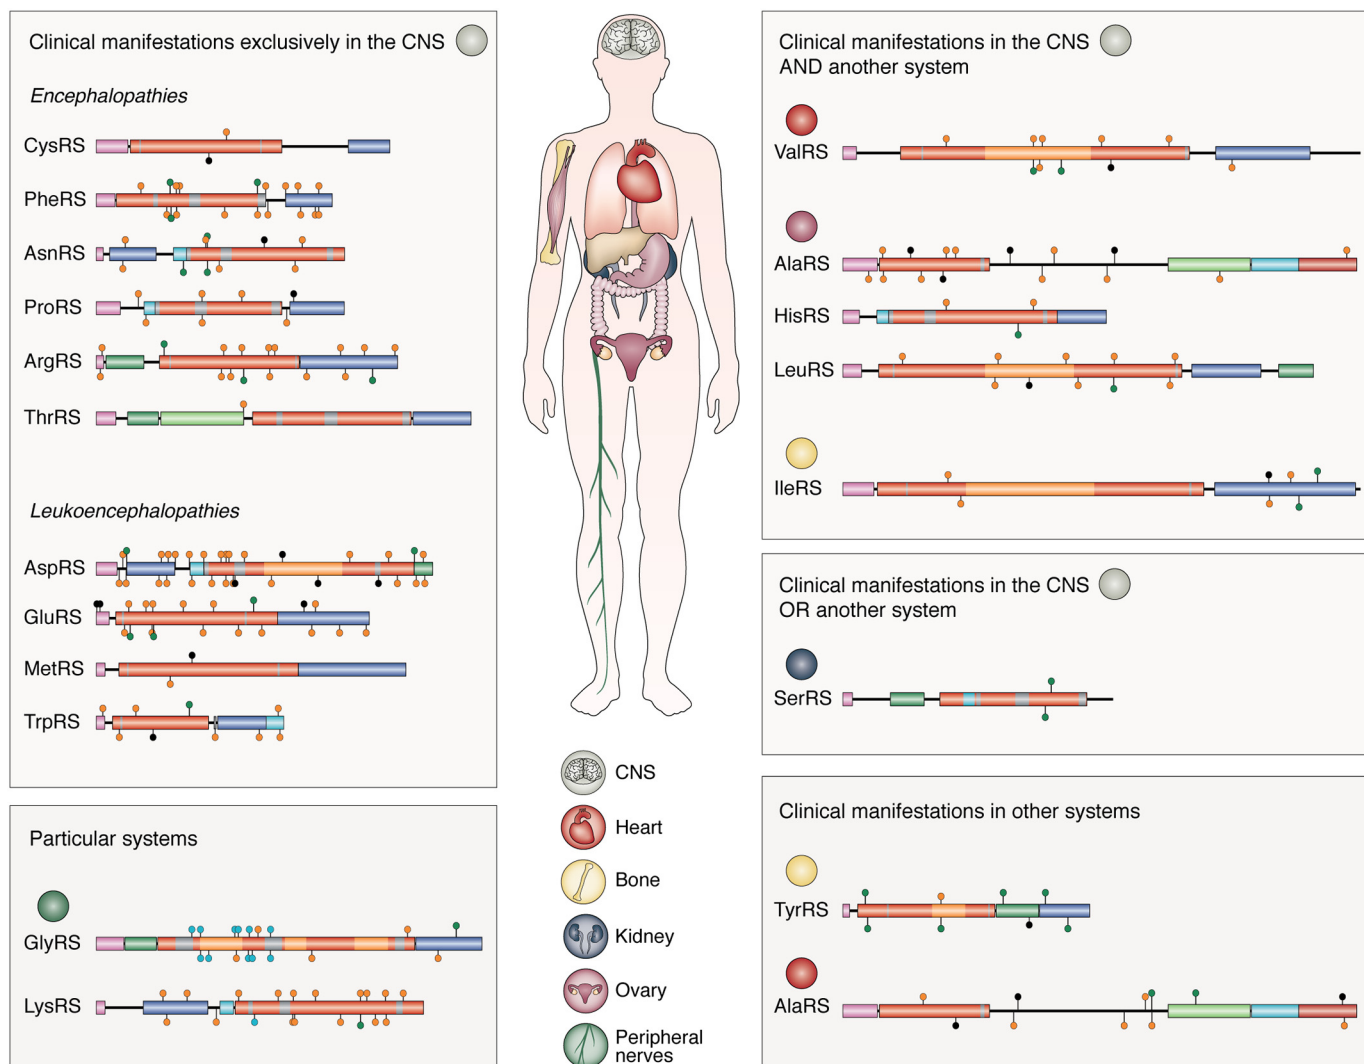 Clinical manifestations exclusively in the CNS
Encephalopathies
CysRS
PheRS
AsnRS
ProRS
ArgRS
ThrRS
Leukoencephalopathies
AspRS
GluRS
MetRS
TrpRS
Particular systems
GlyRS
LysRS
CNS
Heart
Bone
Kidney
Ovary
Peripheral
nerves
Clinical manifestations in the CNS
AND another system
ValRS
AlaRS
HisRS
LeuRS
IleRS
Clinical manifestations in the CNS
OR another system
SerRS
Clinical manifestations in other systems
TyrRS
AlaRS